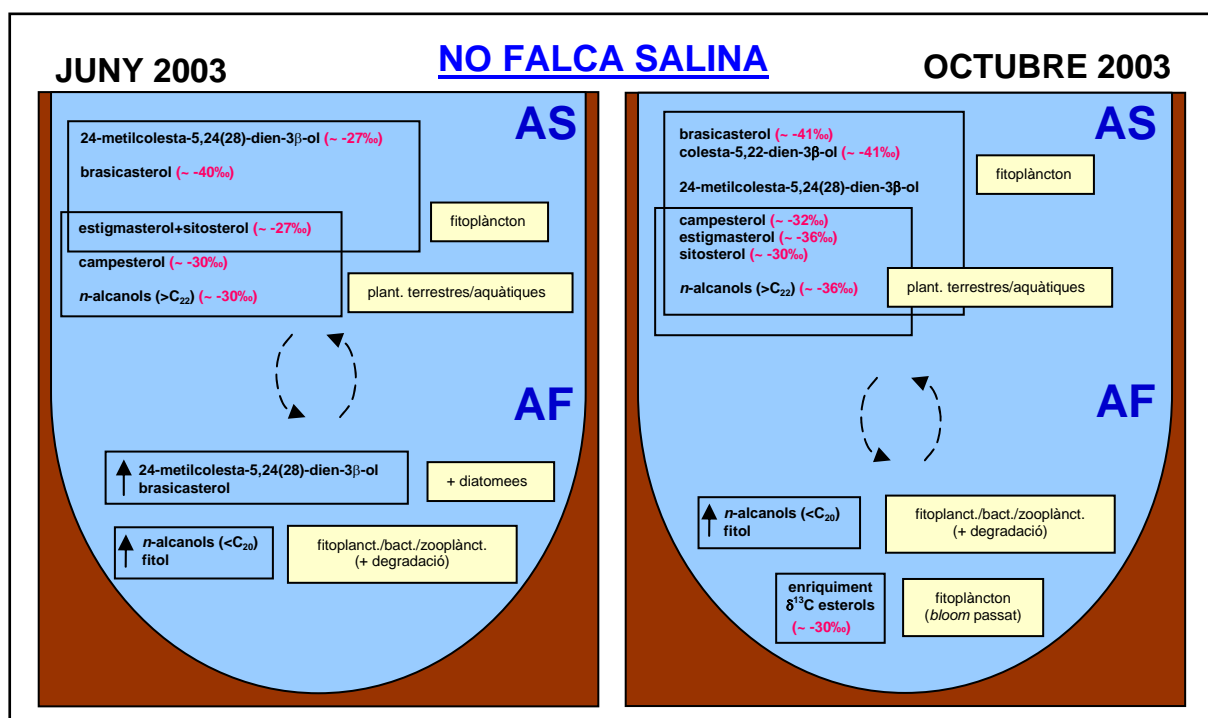 NO FALCA SALINA
JUNY 2003
AS
24-metilcolesta-5,24(28)-dien-3β-ol (~ -27‰)
brasicasterol (~ -40‰)
fitoplàncton
estigmasterol+sitosterol (~ -27‰)
campesterol (~ -30‰)
n-alcanols (>C₂₂) (~ -30‰)
plant. terrestres/aquàtiques
AF
24-metilcolesta-5,24(28)-dien-3β-ol
brasicasterol
+ diatomees
n-alcanols (<C₂₀)
fitol
fitoplanct./bact./zooplànct.
(+ degradació)
OCTUBRE 2003
AS
brasicasterol (~ -41‰)
colesta-5,22-dien-3β-ol (~ -41‰)
24-metilcolesta-5,24(28)-dien-3β-ol
fitoplàncton
campesterol (~ -32‰)
estigmasterol (~ -36‰)
sitosterol (~ -30‰)
n-alcanols (>C₂₂) (~ -36‰)
plant. terrestres/aquàtiques
AF
n-alcanols (<C₂₀)
fitol
fitoplanct./bact./zooplànct.
(+ degradació)
enriquiment
δ¹³C esterols
(~ -30‰)
fitoplàncton
(bloom passat)